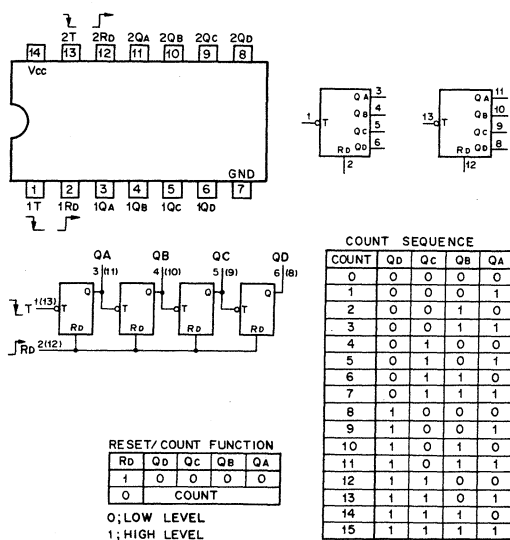 2T 2RD 2QA 2QB 2QC 2QD
14 13 12 11 10 9 8
Vcc
GND
1 2 3 4 5 6 7
1T 1RD 1QA 1QB 1QC 1QD
1 T QA 3
QB 4
QC 5
RD QD 6
2
13 T QA 11
QB 10
QC 9
RD QD 8
12
QA QB QC QD
3 (11) 4 (10) 5 (9) 6 (8)
T 1(13) T Q T Q T Q T Q
RD RD RD RD
RD 2(12)
RESET/COUNT FUNCTION
RD QD QC QB QA
1 0 0 0 0
0 COUNT
0; LOW LEVEL
1; HIGH LEVEL
COUNT SEQUENCE
COUNT QD QC QB QA
0 0 0 0 0
1 0 0 0 1
2 0 0 1 0
3 0 0 1 1
4 0 1 0 0
5 0 1 0 1
6 0 1 1 0
7 0 1 1 1
8 1 0 0 0
9 1 0 0 1
10 1 0 1 0
11 1 0 1 1
12 1 1 0 0
13 1 1 0 1
14 1 1 1 0
15 1 1 1 1